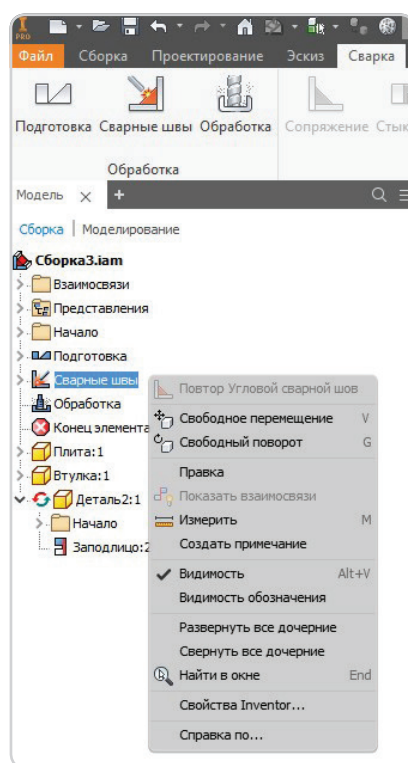 PRO
Файл Сборка Проектирование Эскиз Сварка
Подготовка Сварные швы Обработка Сопряжение Стык
Обработка
Модель × +
Сборка | Моделирование
Сборка3.iam
Взаимосвязи
Представления
Начало
Подготовка
Сварные швы
Обработка
Конец элемента
Плита:1
Втулка:1
Деталь2:1
Начало
Заподлицо:2
Повтор Угловой сварной шов
Свободное перемещение V
Свободный поворот G
Правка
Показать взаимосвязи
Измерить M
Создать примечание
Видимость Alt+V
Видимость обозначения
Развернуть все дочерние
Свернуть все дочерние
Найти в окне End
Свойства Inventor...
Справка по...